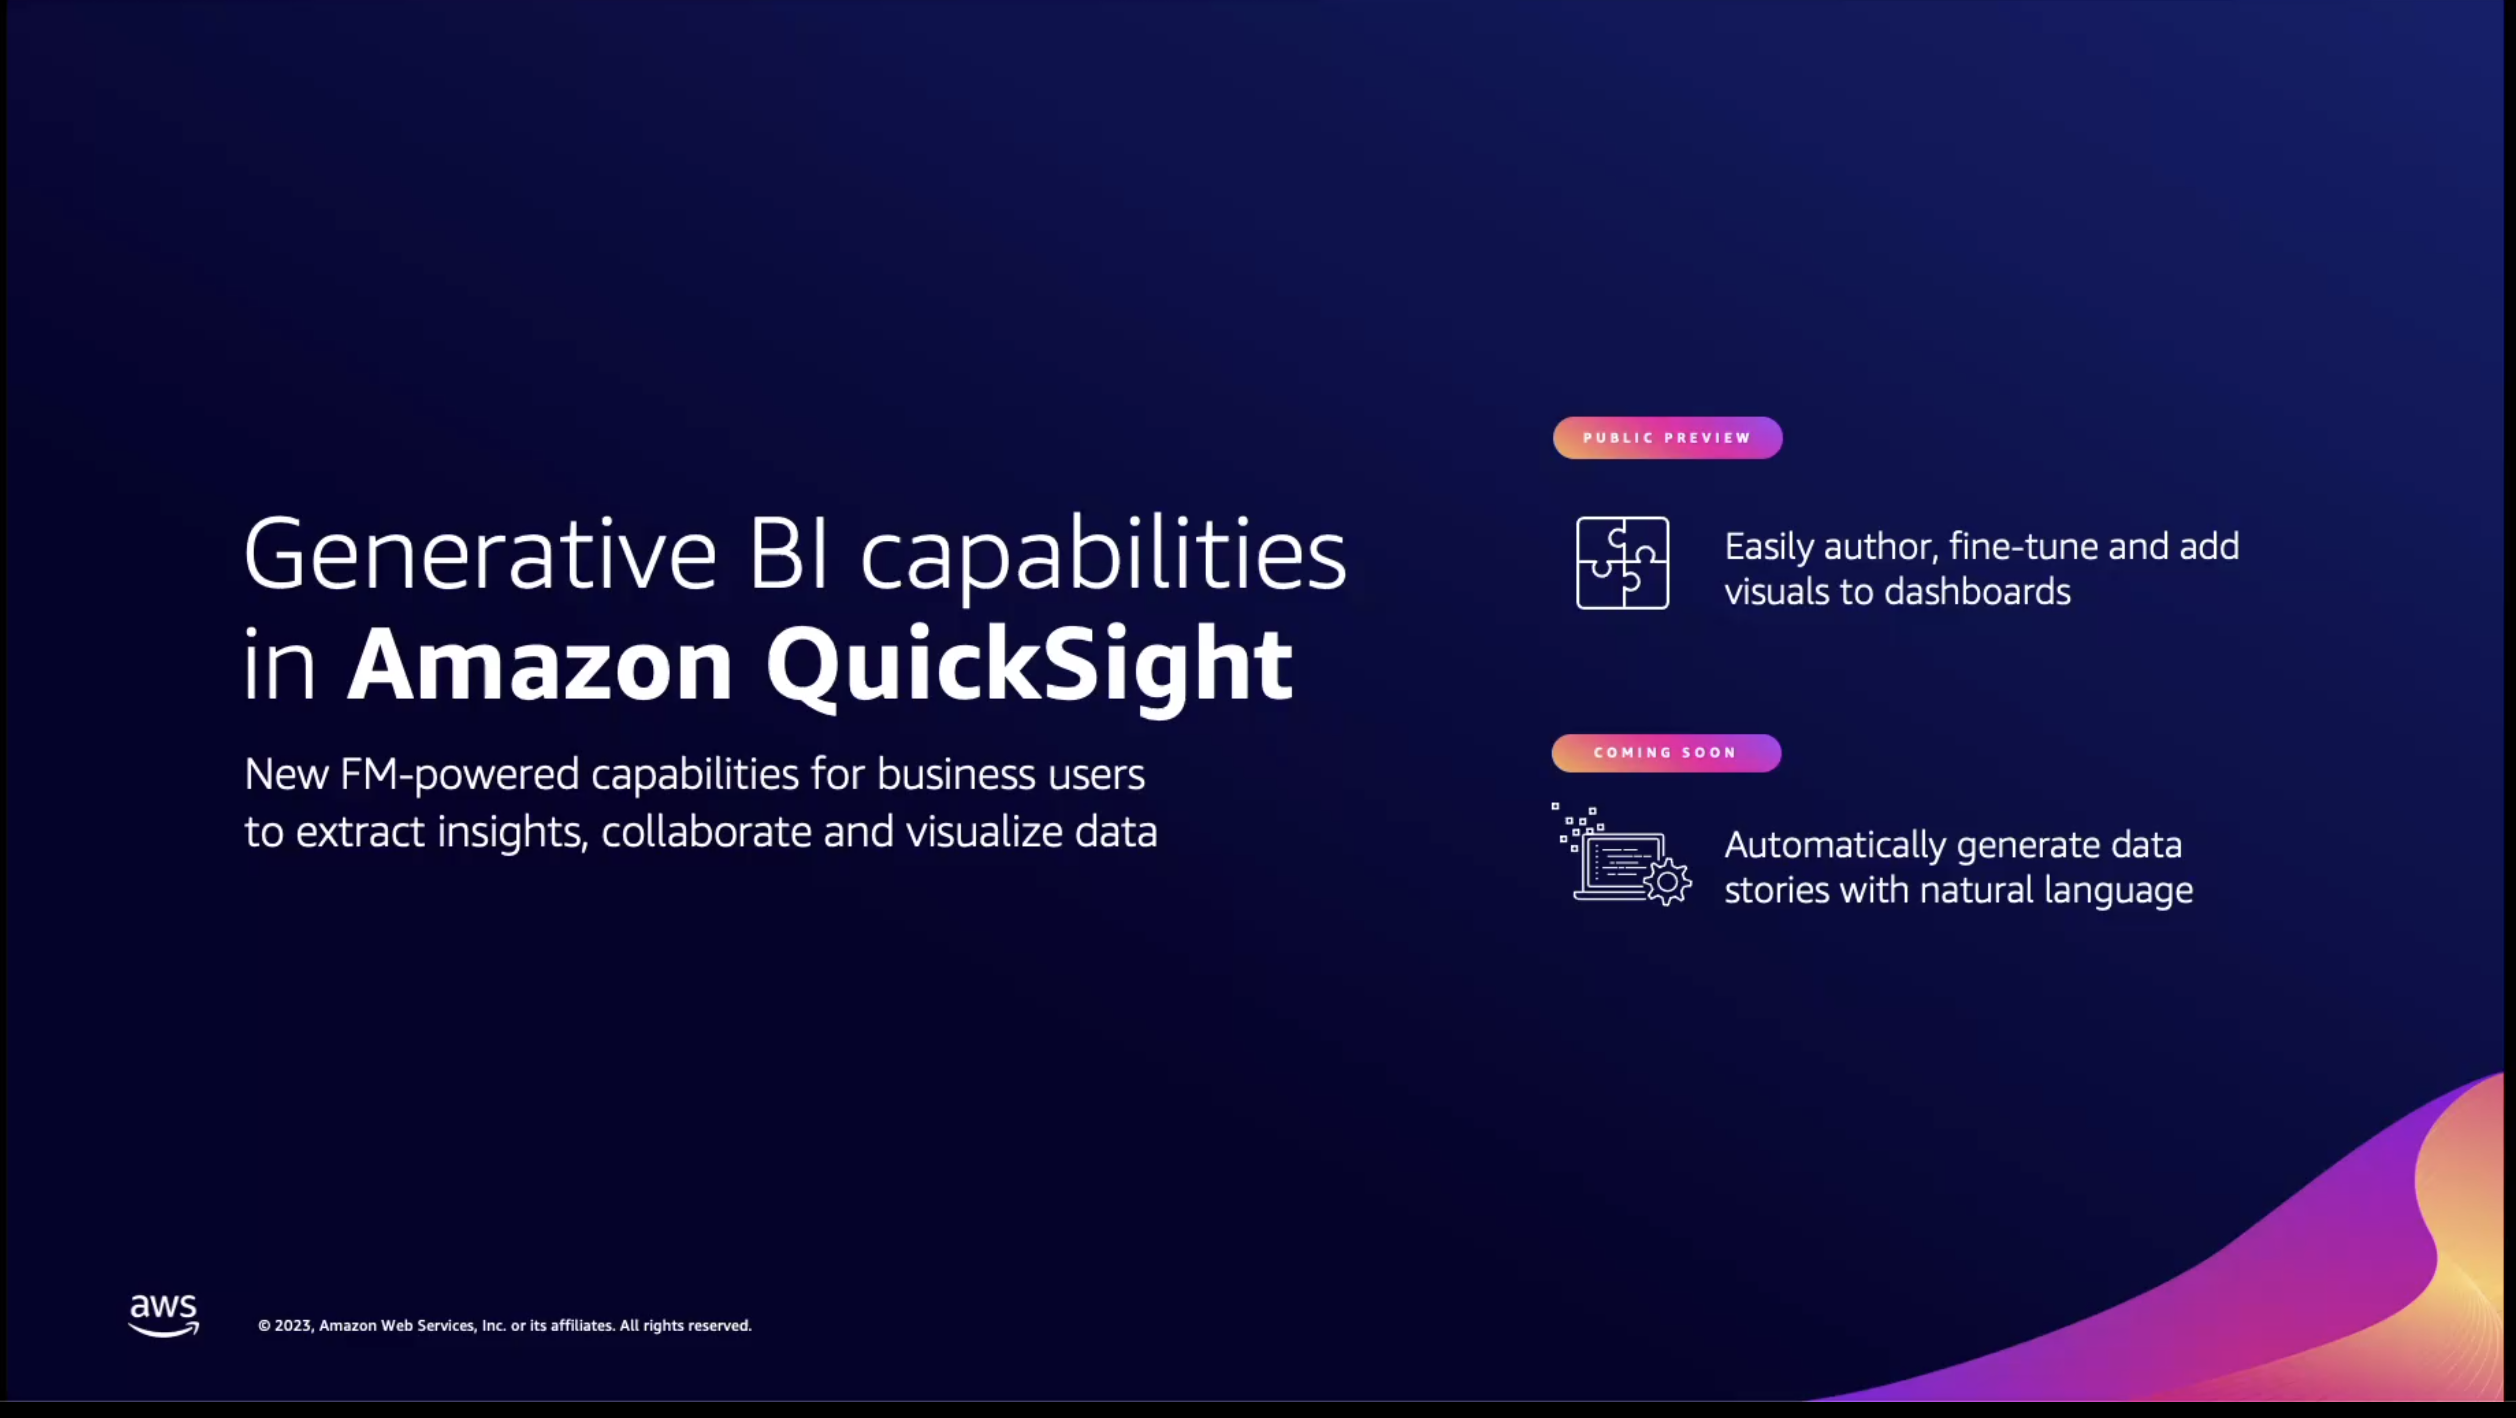 Generative BI capabilities
in Amazon QuickSight
New FM-powered capabilities for business users
to extract insights, collaborate and visualize data
PUBLIC PREVIEW
Easily author, fine-tune and add
visuals to dashboards
COMING SOON
Automatically generate data
stories with natural language
aws
© 2023, Amazon Web Services, Inc. or its affiliates. All rights reserved.